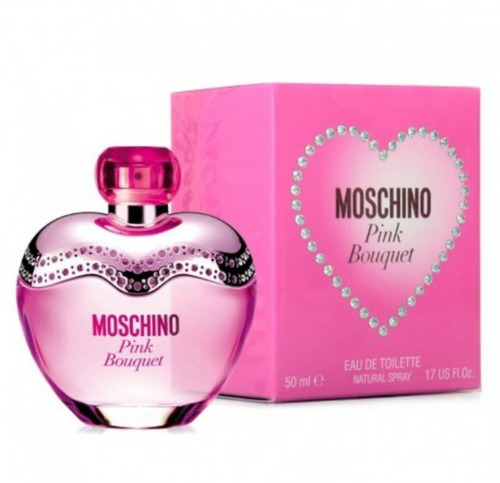 MOSCHINO
Pink
Bouquet
MOSCHINO
Pink
Bouquet
EAU DE TOILETTE
50 ml e NATURAL SPRAY 1.7 US Fl.Oz.